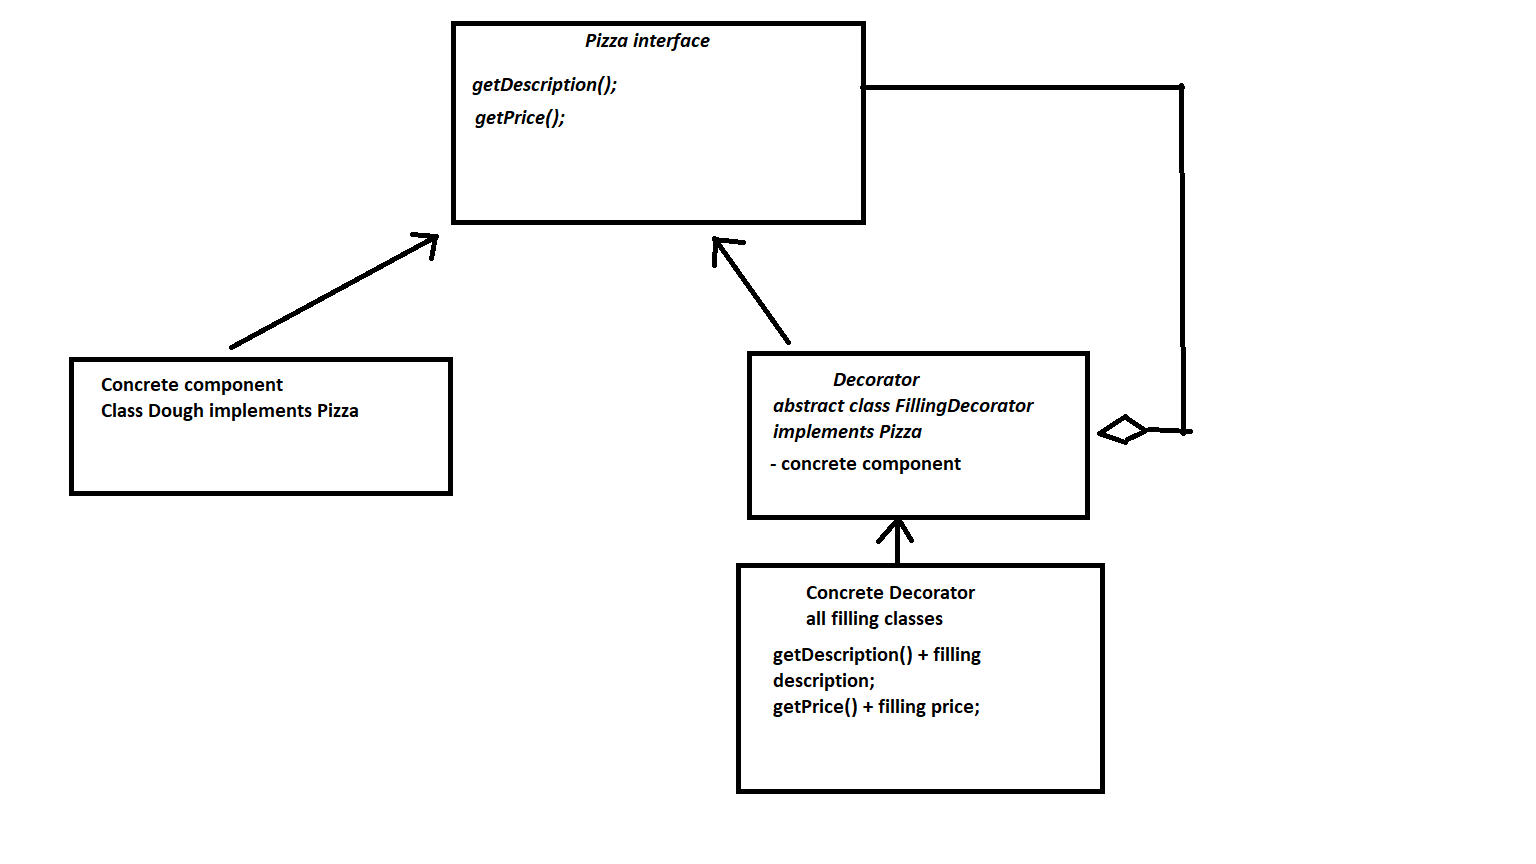 Pizza interface
getDescription();
getPrice();
Concrete component
Class Dough implements Pizza
Decorator
abstract class FillingDecorator
implements Pizza
- concrete component
Concrete Decorator
all filling classes
getDescription() + filling
description;
getPrice() + filling price;